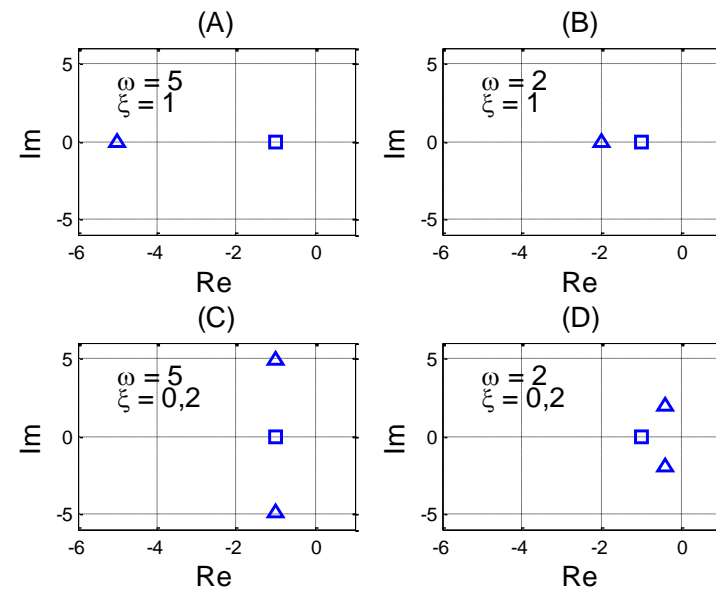 (A)
ω = 5
ξ = 1
5
0
-5
-6 -4 -2 0
Im
Re
(B)
ω = 2
ξ = 1
5
0
-5
-6 -4 -2 0
Im
Re
(C)
ω = 5
ξ = 0,2
5
0
-5
-6 -4 -2 0
Im
Re
(D)
ω = 2
ξ = 0,2
5
0
-5
-6 -4 -2 0
Im
Re